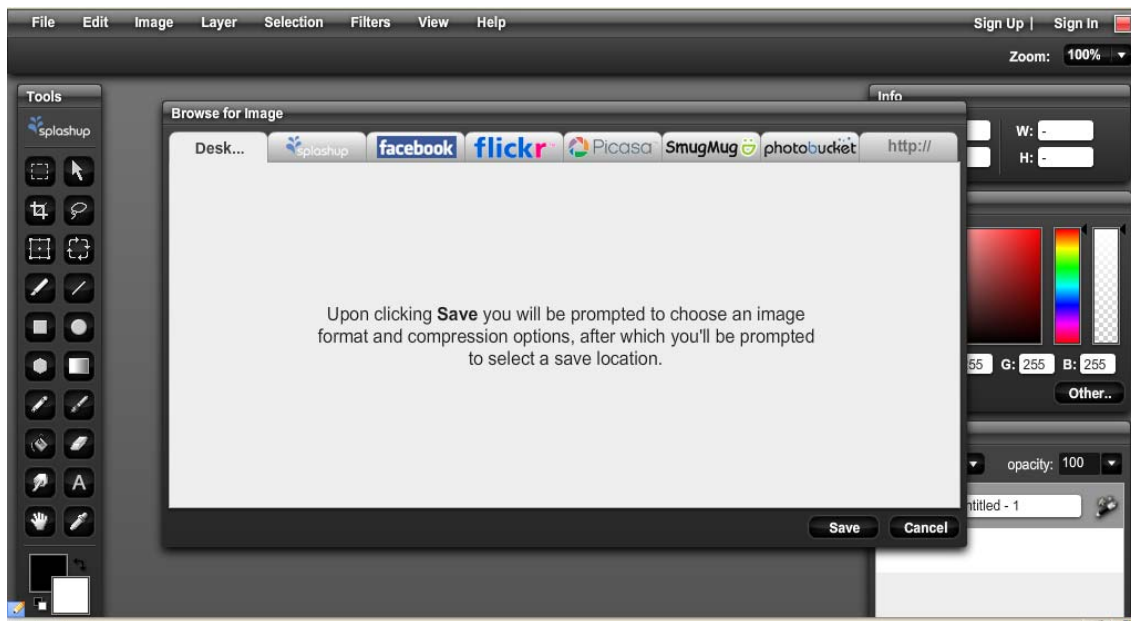 File Edit Image Layer Selection Filters View Help Sign Up | Sign In
Zoom: 100%
Tools
splashup
Browse for Image
Info
Desk... splashup facebook flickr Picasa SmugMug photobucket http://
W: -
H: -
Upon clicking Save you will be prompted to choose an image
format and compression options, after which you'll be prompted
to select a save location.
55 G: 255 B: 255
Other..
opacity: 100
ntitled - 1
A
Save Cancel